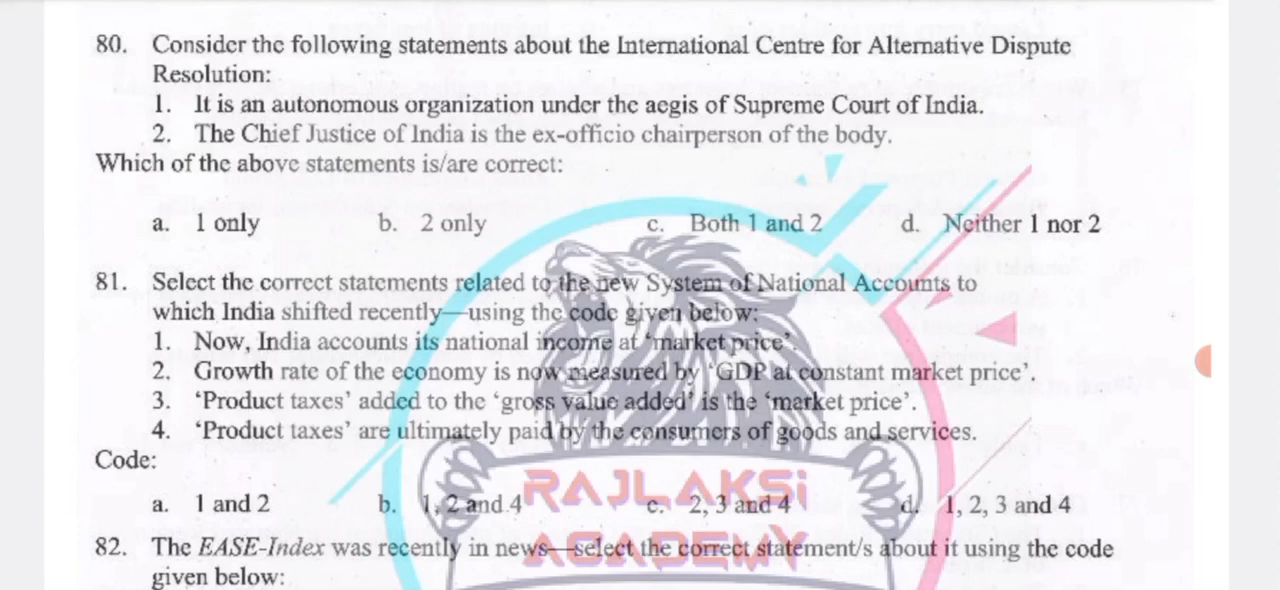 80. Consider the following statements about the International Centre for Alternative Dispute
Resolution:
1. It is an autonomous organization under the aegis of Supreme Court of India.
2. The Chief Justice of India is the ex-officio chairperson of the body.
Which of the above statements is/are correct:
a. 1 only b. 2 only c. Both 1 and 2 d. Neither 1 nor 2
81. Select the correct statements related to the new System of National Accounts to
which India shifted recently—using the code given below:
1. Now, India accounts its national income at ‘market price’.
2. Growth rate of the economy is now measured by ‘GDP at constant market price’.
3. ‘Product taxes’ added to the ‘gross value added’ is the ‘market price’.
4. ‘Product taxes’ are ultimately paid by the consumers of goods and services.
Code:
a. 1 and 2 b. 1, 2 and 4 c. 2, 3 and 4 d. 1, 2, 3 and 4
RAJLAKSi
ACADEMY
82. The EASE-Index was recently in news—select the correct statement/s about it using the code
given below: